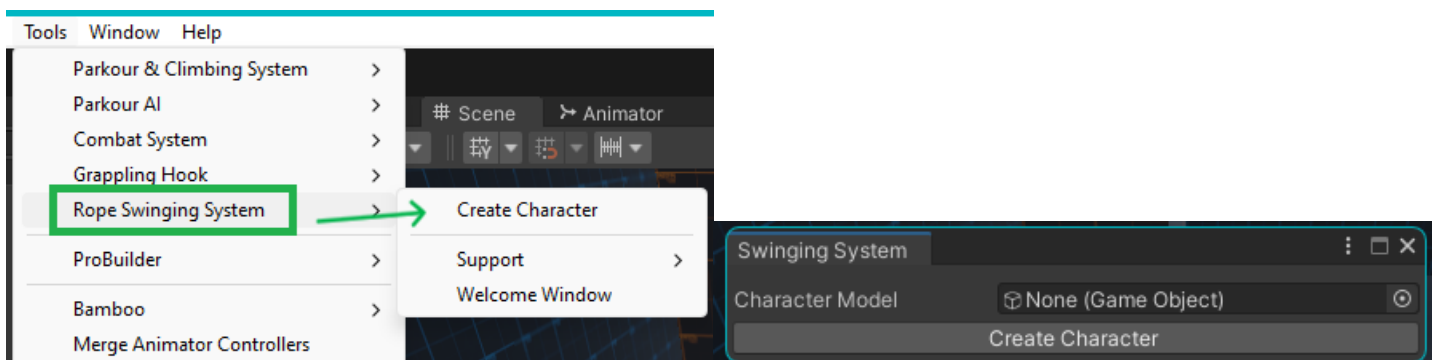 Tools Window Help
Parkour & Climbing System
Parkour AI
Combat System
Grappling Hook
Rope Swinging System
ProBuilder
Bamboo
Merge Animator Controllers
Scene Animator
Create Character
Support
Welcome Window
Swinging System
Character Model None (Game Object)
Create Character